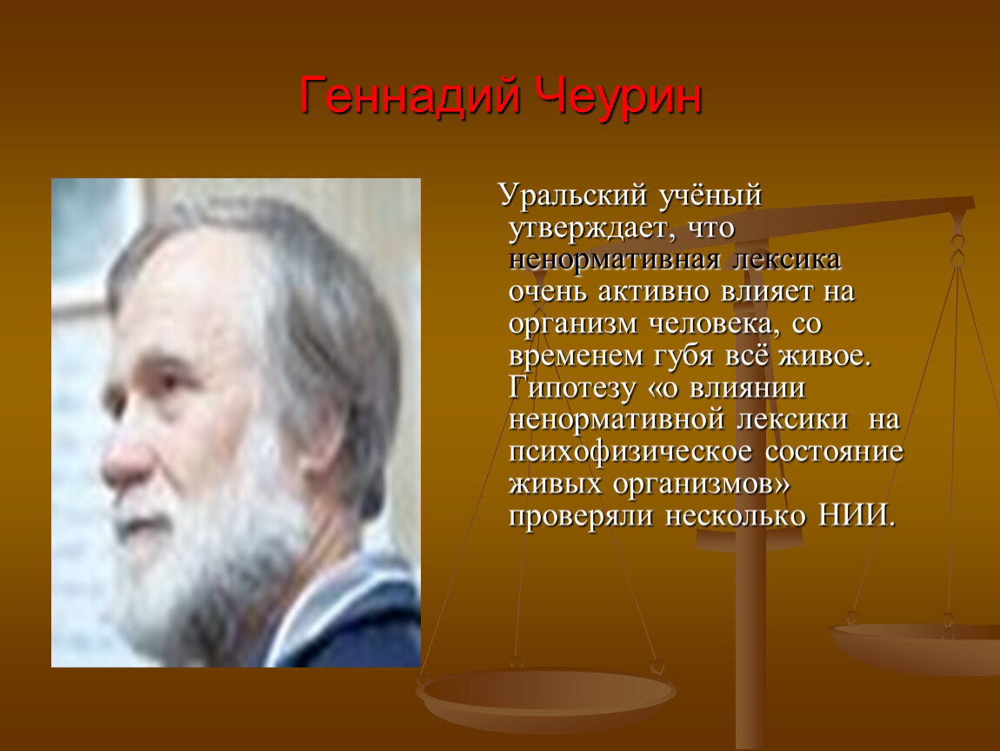 Геннадий Чеурин
Уральский учёный
утверждает, что
ненормативная лексика
очень активно влияет на
организм человека, со
временем губя всё живое.
Гипотезу «о влиянии
ненормативной лексики на
психофизическое состояние
живых организмов»
проверяли несколько НИИ.